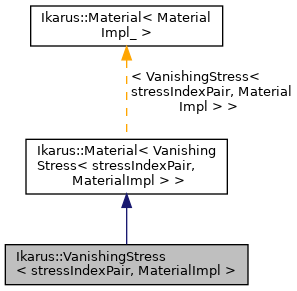 Ikarus::Material< Material
Impl_ >
< VanishingStress<
stressIndexPair, Material
Impl > >
Ikarus::Material< Vanishing
Stress< stressIndexPair,
MaterialImpl > >
Ikarus::VanishingStress
< stressIndexPair, MaterialImpl >